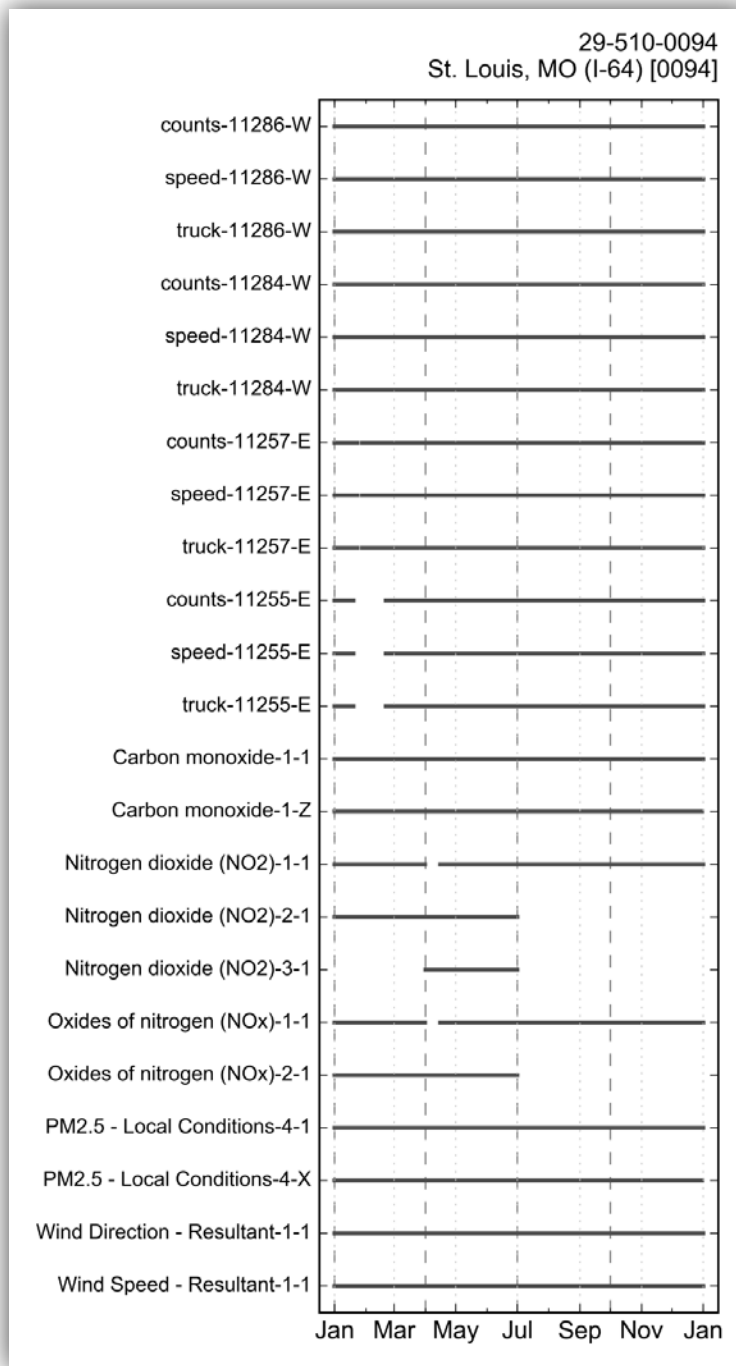 29-510-0094
St. Louis, MO (I-64) [0094]
counts-11286-W
speed-11286-W
truck-11286-W
counts-11284-W
speed-11284-W
truck-11284-W
counts-11257-E
speed-11257-E
truck-11257-E
counts-11255-E
speed-11255-E
truck-11255-E
Carbon monoxide-1-1
Carbon monoxide-1-Z
Nitrogen dioxide (NO2)-1-1
Nitrogen dioxide (NO2)-2-1
Nitrogen dioxide (NO2)-3-1
Oxides of nitrogen (NOx)-1-1
Oxides of nitrogen (NOx)-2-1
PM2.5 - Local Conditions-4-1
PM2.5 - Local Conditions-4-X
Wind Direction - Resultant-1-1
Wind Speed - Resultant-1-1
Jan Mar May Jul Sep Nov Jan